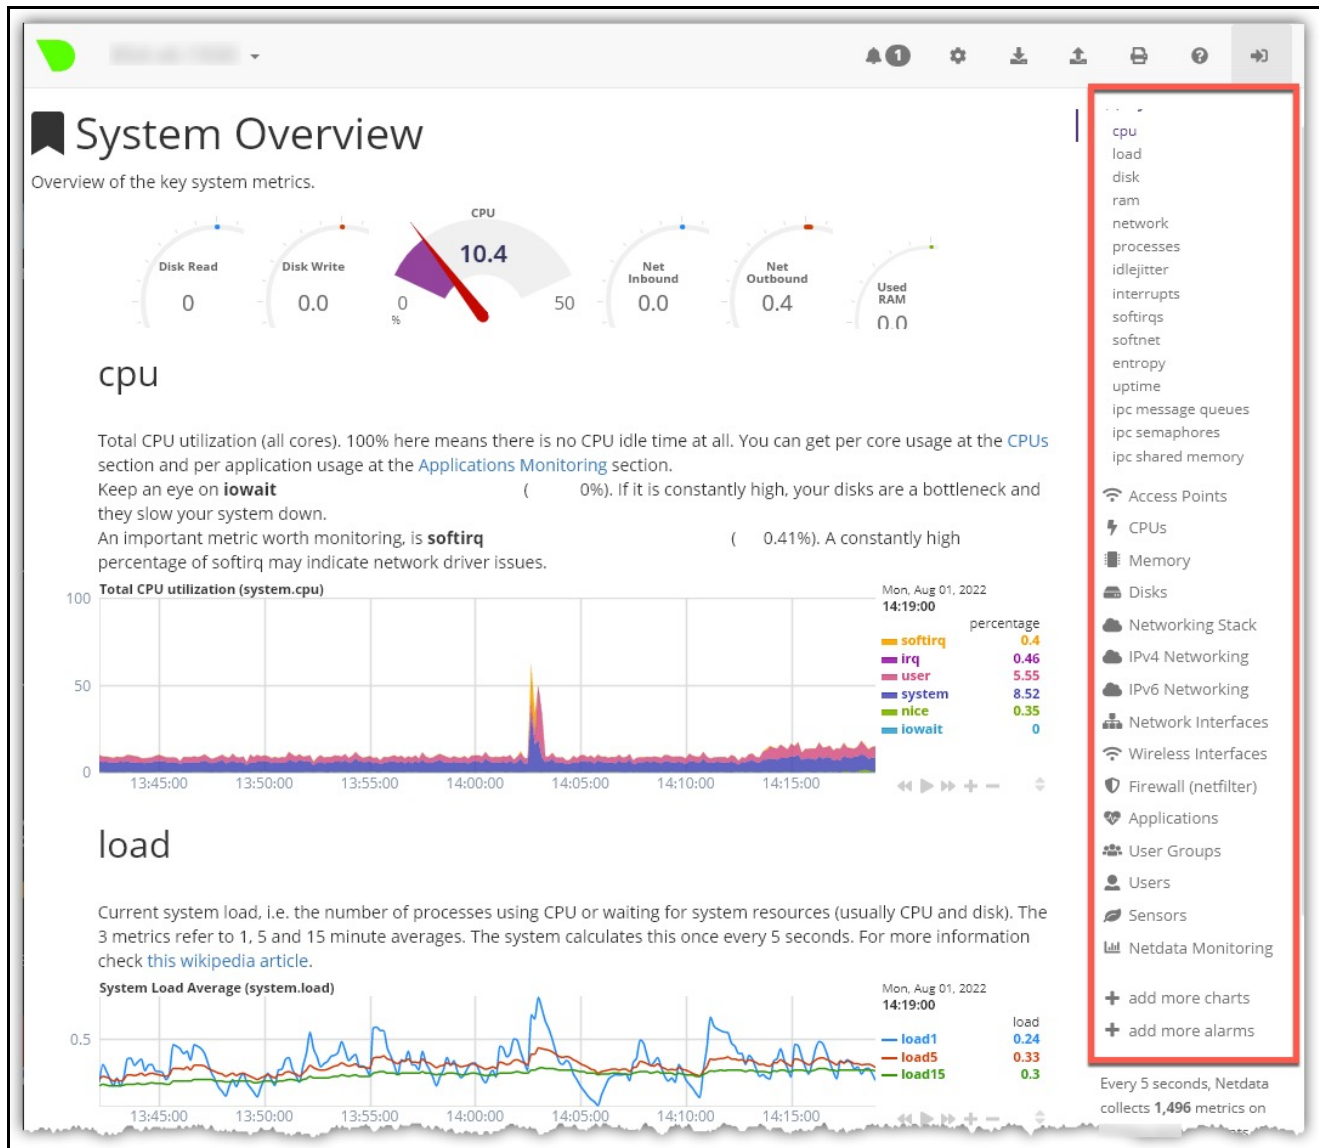 1
System Overview
Overview of the key system metrics.
Disk Read
0
Disk Write
0.0
CPU
10.4
0
50
%
Net
Inbound
0.0
Net
Outbound
0.4
Used
RAM
0.0
cpu
Total CPU utilization (all cores). 100% here means there is no CPU idle time at all. You can get per core usage at the CPUs
section and per application usage at the Applications Monitoring section.
Keep an eye on iowait ( 0%). If it is constantly high, your disks are a bottleneck and
they slow your system down.
An important metric worth monitoring, is softirq ( 0.41%). A constantly high
percentage of softirq may indicate network driver issues.
Total CPU utilization (system.cpu)
100
50
0
13:45:00 13:50:00 13:55:00 14:00:00 14:05:00 14:10:00 14:15:00
Mon, Aug 01, 2022
14:19:00
percentage
softirq 0.4
irq 0.46
user 5.55
system 8.52
nice 0.35
iowait 0
load
Current system load, i.e. the number of processes using CPU or waiting for system resources (usually CPU and disk). The
3 metrics refer to 1, 5 and 15 minute averages. The system calculates this once every 5 seconds. For more information
check this wikipedia article.
System Load Average (system.load)
0.5
13:45:00 13:50:00 13:55:00 14:00:00 14:05:00 14:10:00 14:15:00
Mon, Aug 01, 2022
14:19:00
load
load1 0.24
load5 0.33
load15 0.3
cpu
load
disk
ram
network
processes
idlejitter
interrupts
softirqs
softnet
entropy
uptime
ipc message queues
ipc semaphores
ipc shared memory
Access Points
CPUs
Memory
Disks
Networking Stack
IPv4 Networking
IPv6 Networking
Network Interfaces
Wireless Interfaces
Firewall (netfilter)
Applications
User Groups
Users
Sensors
Netdata Monitoring
add more charts
add more alarms
Every 5 seconds, Netdata
collects 1,496 metrics on